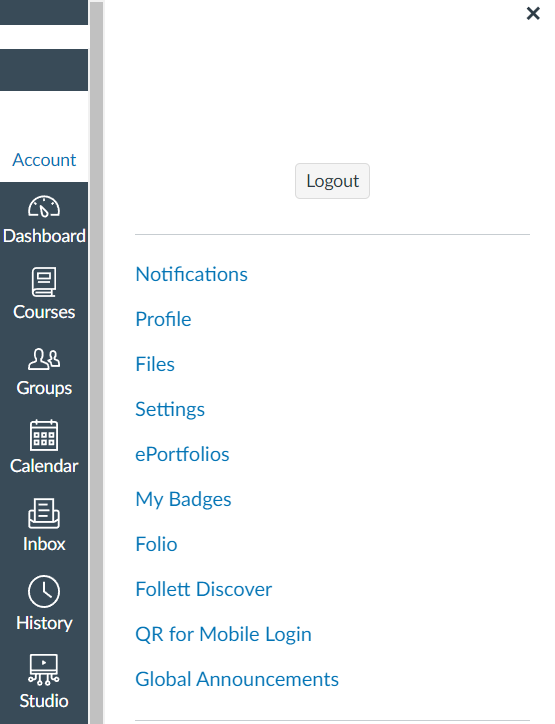 Account
Dashboard
Courses
Groups
Calendar
Inbox
History
Studio
Logout
Notifications
Profile
Files
Settings
ePortfolios
My Badges
Folio
Follett Discover
QR for Mobile Login
Global Announcements